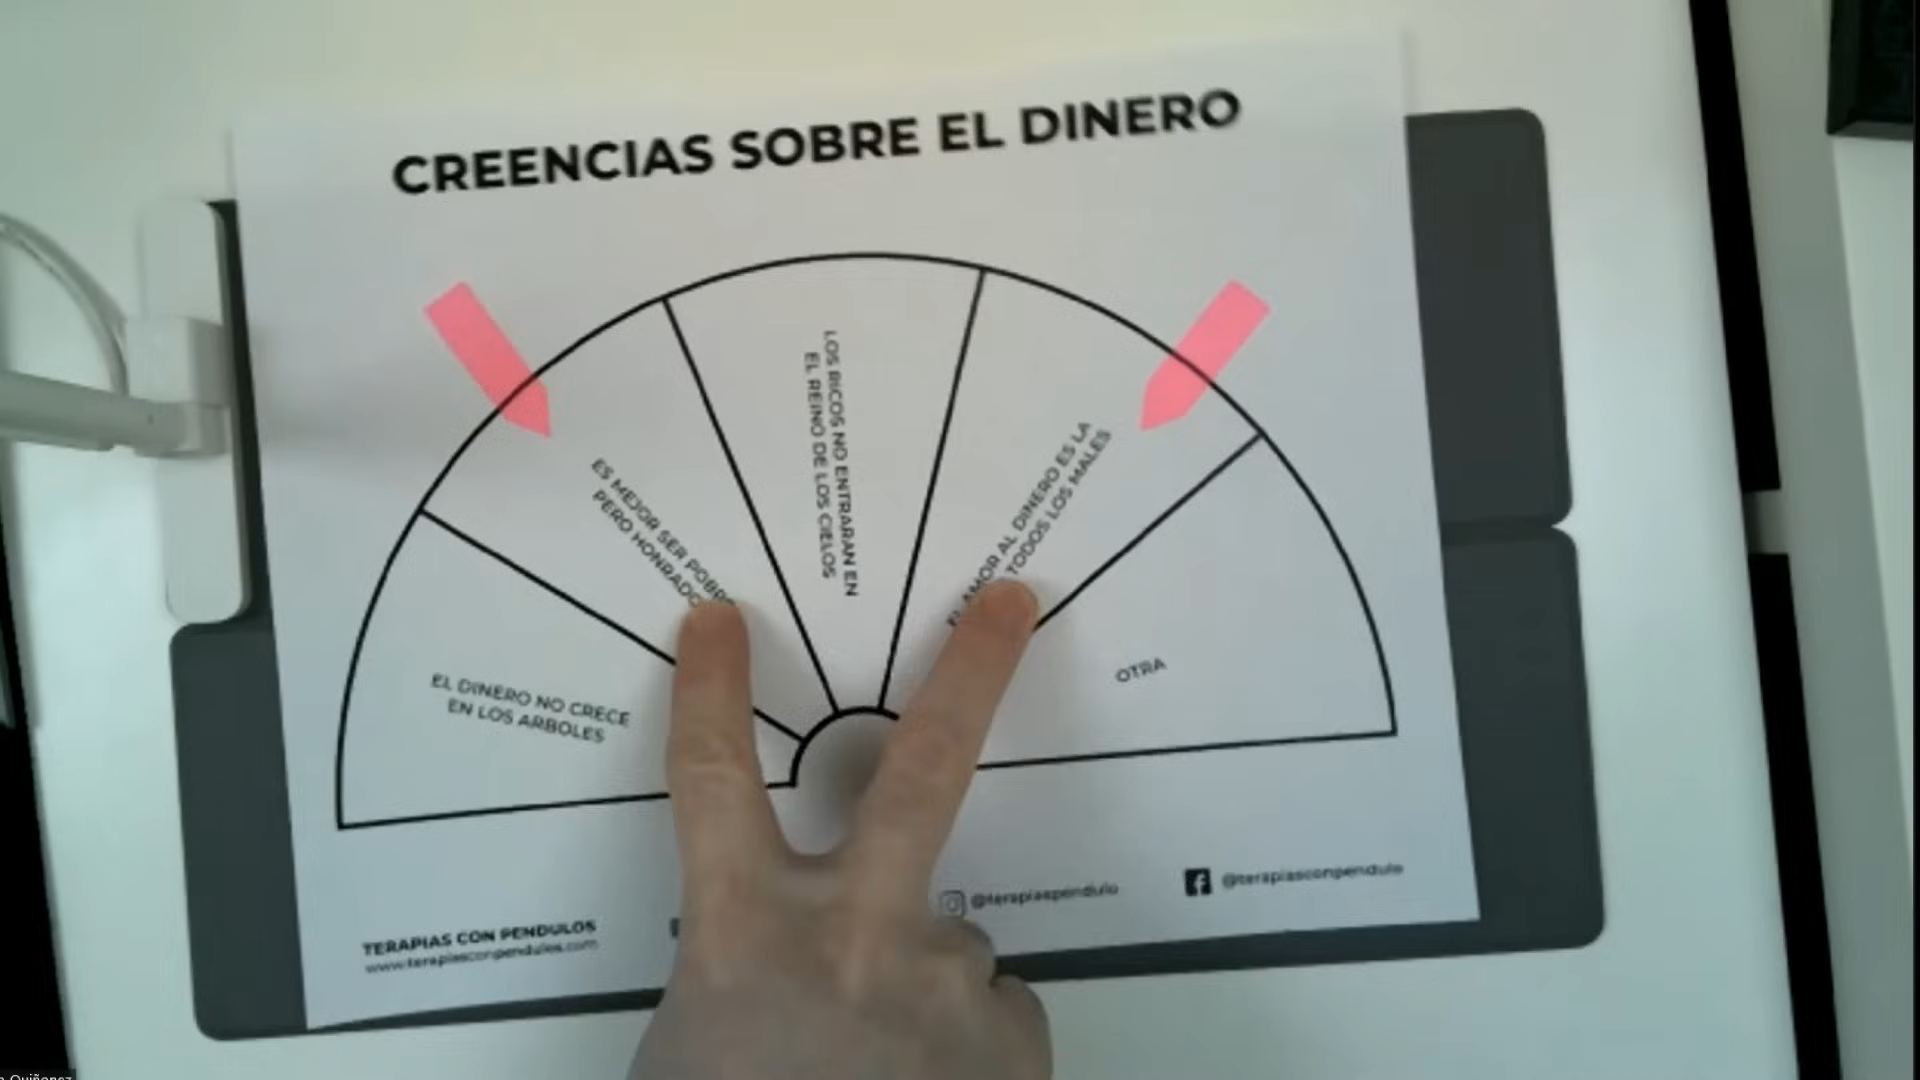 CREENCIAS SOBRE EL DINERO
EL DINERO NO CRECE
EN LOS ARBOLES
ES MEJOR SER POBRE
PERO HONRADO
LOS RICOS NO ENTRARAN EN
EL REINO DE LOS CIELOS
EL AMOR AL DINERO ES LA
TODOS LOS MALES
OTRA
TERAPIAS CON PENDULOS
www.terapiasconpendulos.com
@terapiaspendulo
@terapiasconpendulo